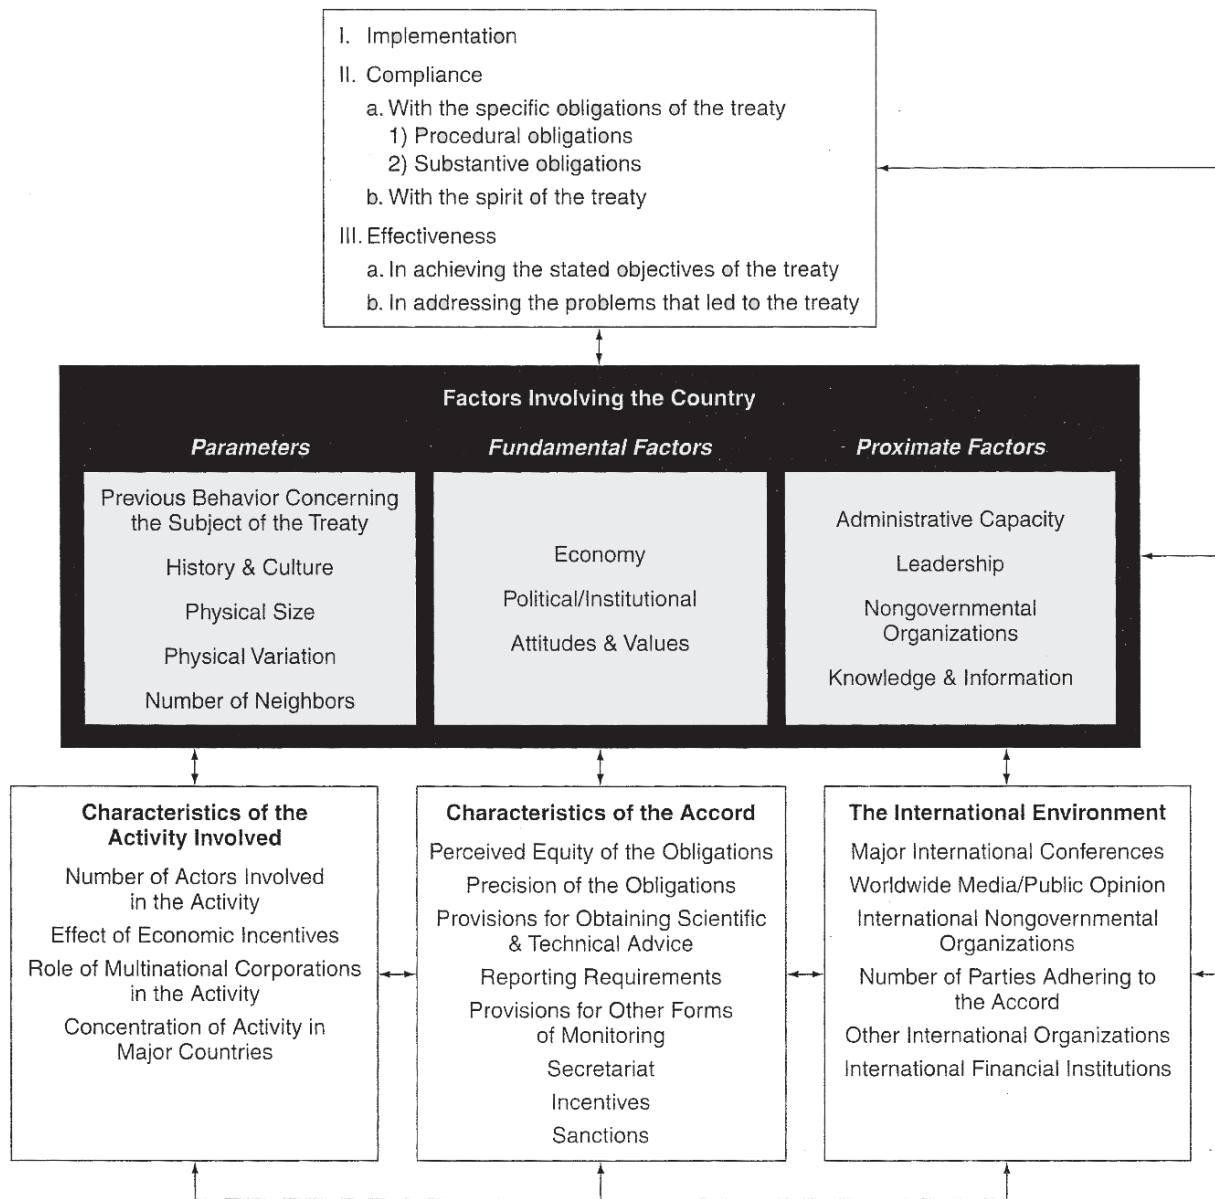 I. Implementation
II. Compliance
a. With the specific obligations of the treaty
1) Procedural obligations
2) Substantive obligations
b. With the spirit of the treaty
III. Effectiveness
a. In achieving the stated objectives of the treaty
b. In addressing the problems that led to the treaty
Factors Involving the Country
Parameters
Previous Behavior Concerning
the Subject of the Treaty
History & Culture
Physical Size
Physical Variation
Number of Neighbors
Fundamental Factors
Economy
Political/Institutional
Attitudes & Values
Proximate Factors
Administrative Capacity
Leadership
Nongovernmental
Organizations
Knowledge & Information
Characteristics of the
Activity Involved
Number of Actors Involved
in the Activity
Effect of Economic Incentives
Role of Multinational Corporations
in the Activity
Concentration of Activity in
Major Countries
Characteristics of the Accord
Perceived Equity of the Obligations
Precision of the Obligations
Provisions for Obtaining Scientific
& Technical Advice
Reporting Requirements
Provisions for Other Forms
of Monitoring
Secretariat
Incentives
Sanctions
The International Environment
Major International Conferences
Worldwide Media/Public Opinion
International Nongovernmental
Organizations
Number of Parties Adhering to
the Accord
Other International Organizations
International Financial Institutions